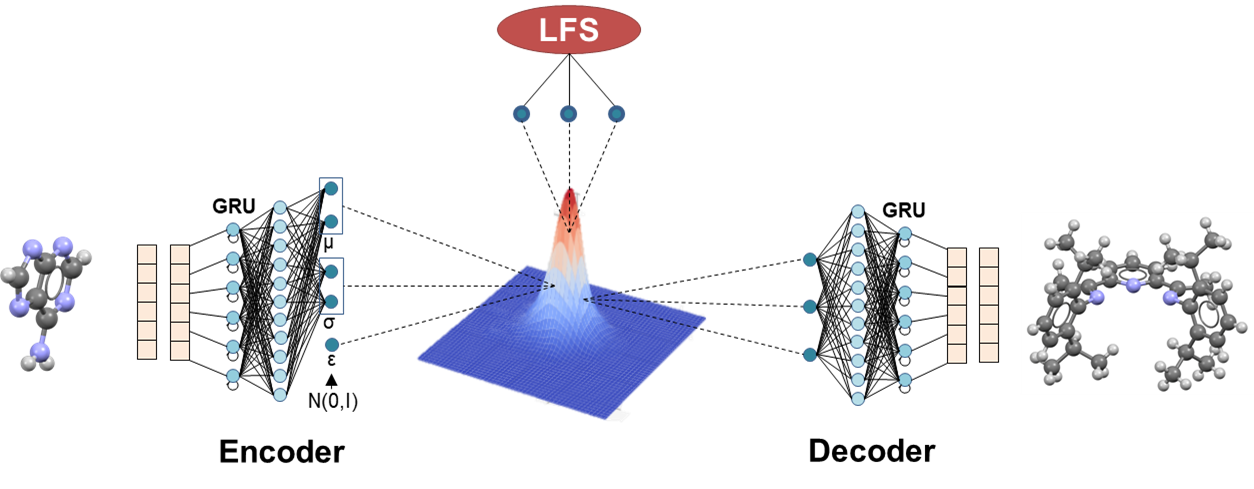 LFS
GRU
μ
σ
ε
N(0,I)
Encoder
GRU
Decoder